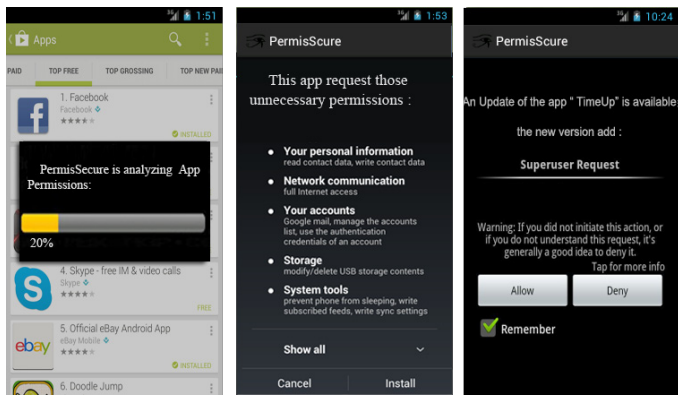 3G 1:51
Apps
PAID TOP FREE TOP GROSSING TOP NEW PAI
1. Facebook
Facebook
INSTALLED
PermisSecure is analyzing App
Permissions:
20%
4. Skype - free IM & video
calls
Skype
FREE
5. Official eBay Android App
eBay Mobile
INSTALLED
6. Doodle Jump
3G 1:53
PermisScure
This app request those
unnecessary permissions :
Your personal information
read contact data, write contact data
Network communication
full Internet access
Your accounts
Google mail, manage the accounts
list, use the authentication
credentials of an account
Storage
modify/delete USB storage contents
System tools
prevent phone from sleeping, write
subscribed feeds, write sync settings
Show all
Cancel Install
3G 10:24
PermisScure
An Update of the app " TimeUp" is available
the new version add :
Superuser Request
Warning: If you did not initiate this action, or
if you do not understand this request, it's
generally a good idea to deny it.
Tap for more info
Allow Deny
Remember